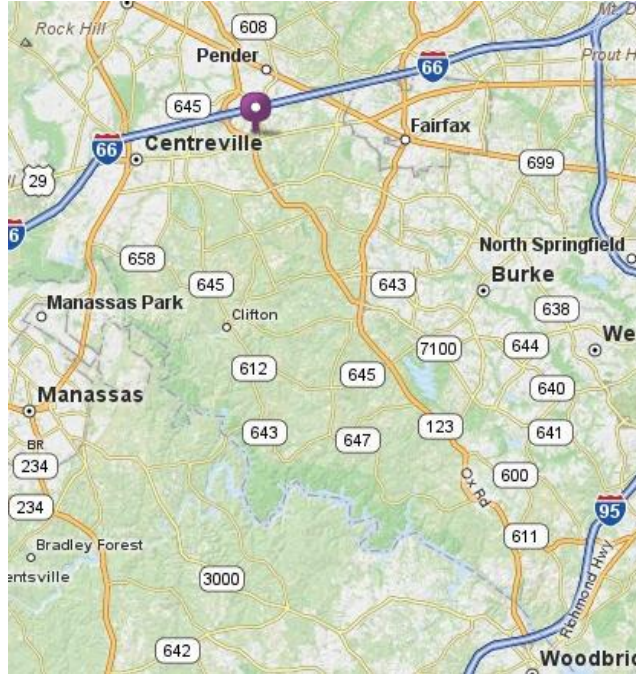 Rock Hill
608
Mt. D
Pender
66
Prout H
645
Fairfax
66
Centreville
699
29
6
North Springfield
658
645
643
Burke
Manassas Park
638
Clifton
7100
644
We
612
645
640
Manassas
123
641
643
647
BR
234
600
Ox Rd
234
95
611
Bradley Forest
entsville
3000
Richmond Hwy
642
Woodbri